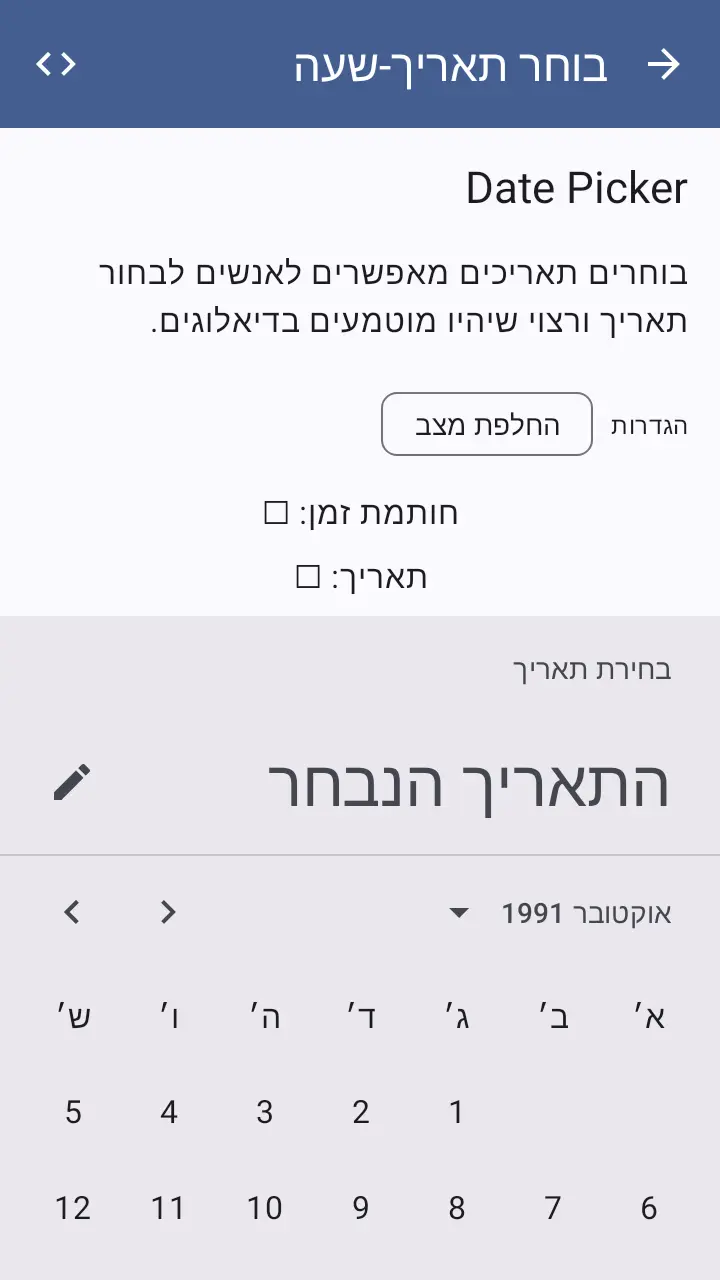 בוחר תאריך-שעה
Date Picker
בוחרים תאריכים מאפשרים לאנשים לבחור
תאריך ורצוי שיהיו מוטמעים בדיאלוגים.
הגדרות החלפת מצב
חותמת זמן: ☐
תאריך: ☐
בחירת תאריך
התאריך הנבחר
אוקטובר 1991
א׳ ב׳ ג׳ ד׳ ה׳ ו׳ ש׳
1 2 3 4 5
6 7 8 9 10 11 12